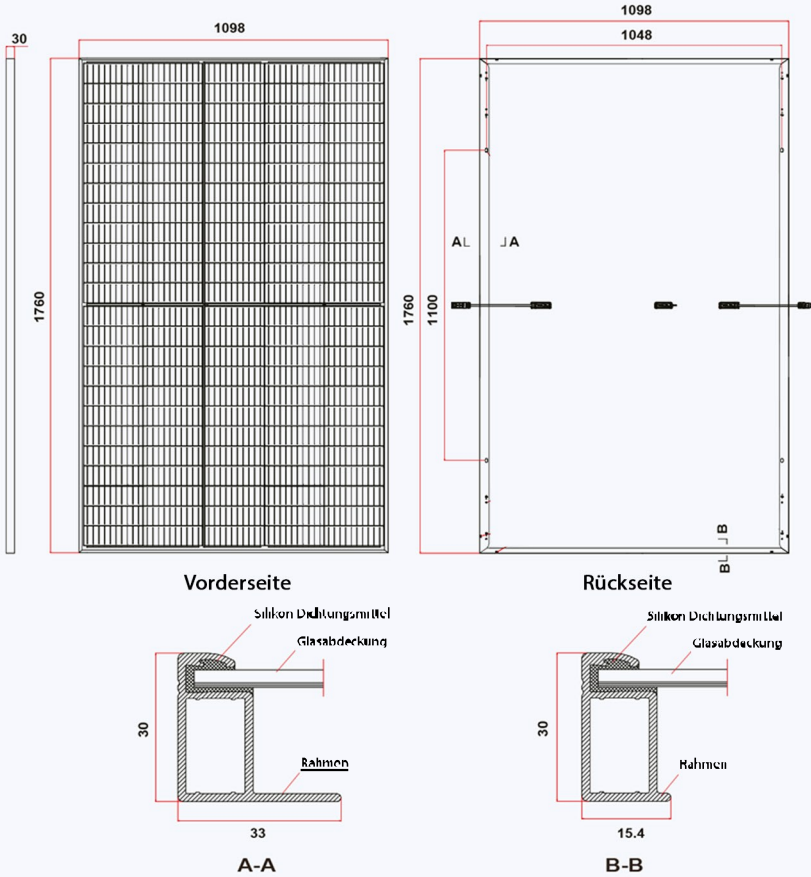 30
1098
1760
1098
1048
1760
1100
A
A
B
B
Vorderseite
Rückseite
Silikon Dichtungsmittel
Glasabdeckung
30
Rahmen
33
A-A
Silikon Dichtungsmittel
Glasabdeckung
30
Rahmen
15.4
B-B